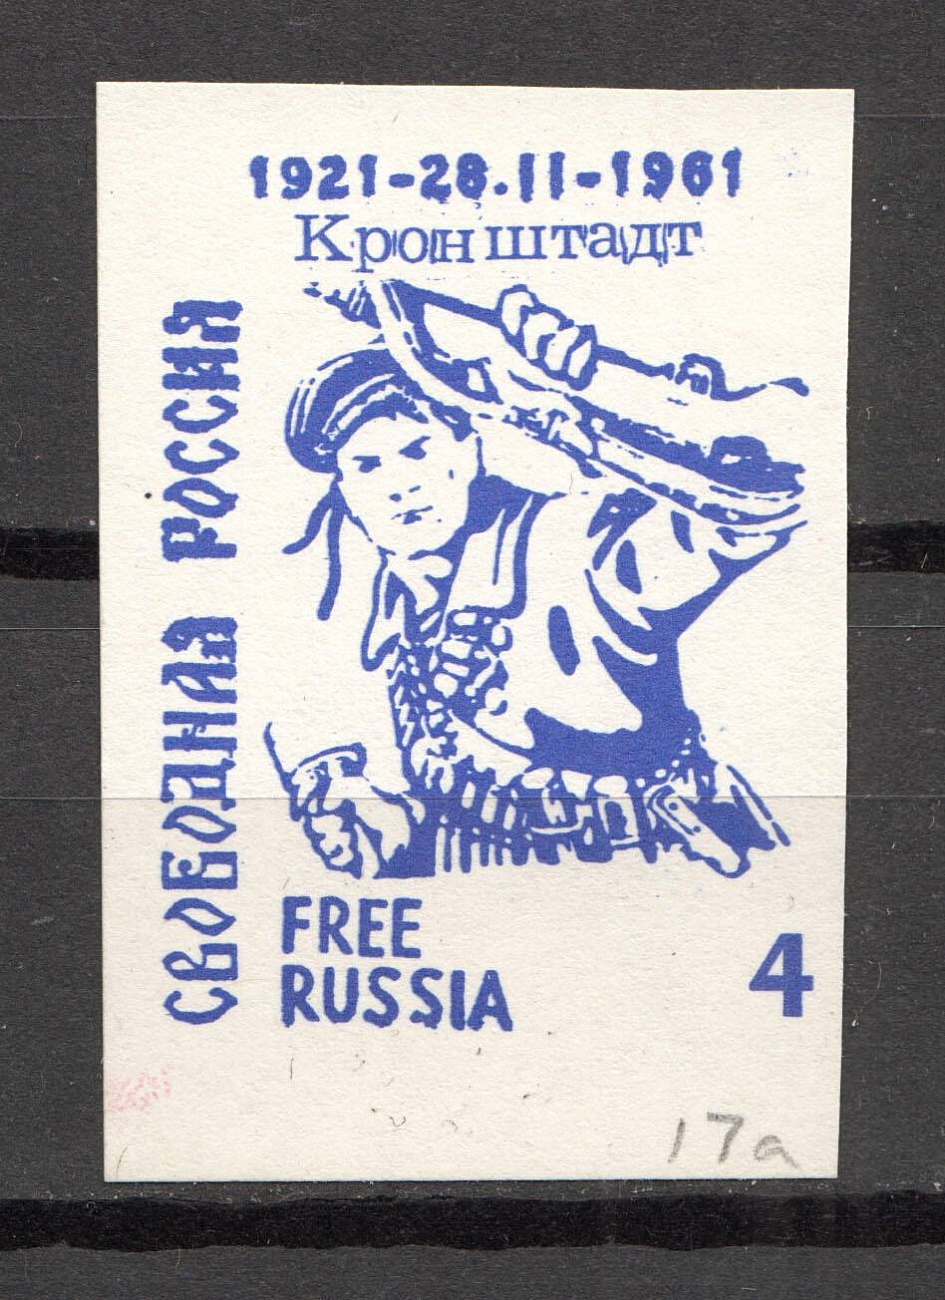 1921-28.II-1961
Кронштадт
СВОБОДНАЯ РОССИЯ
FREE
RUSSIA
4
17a